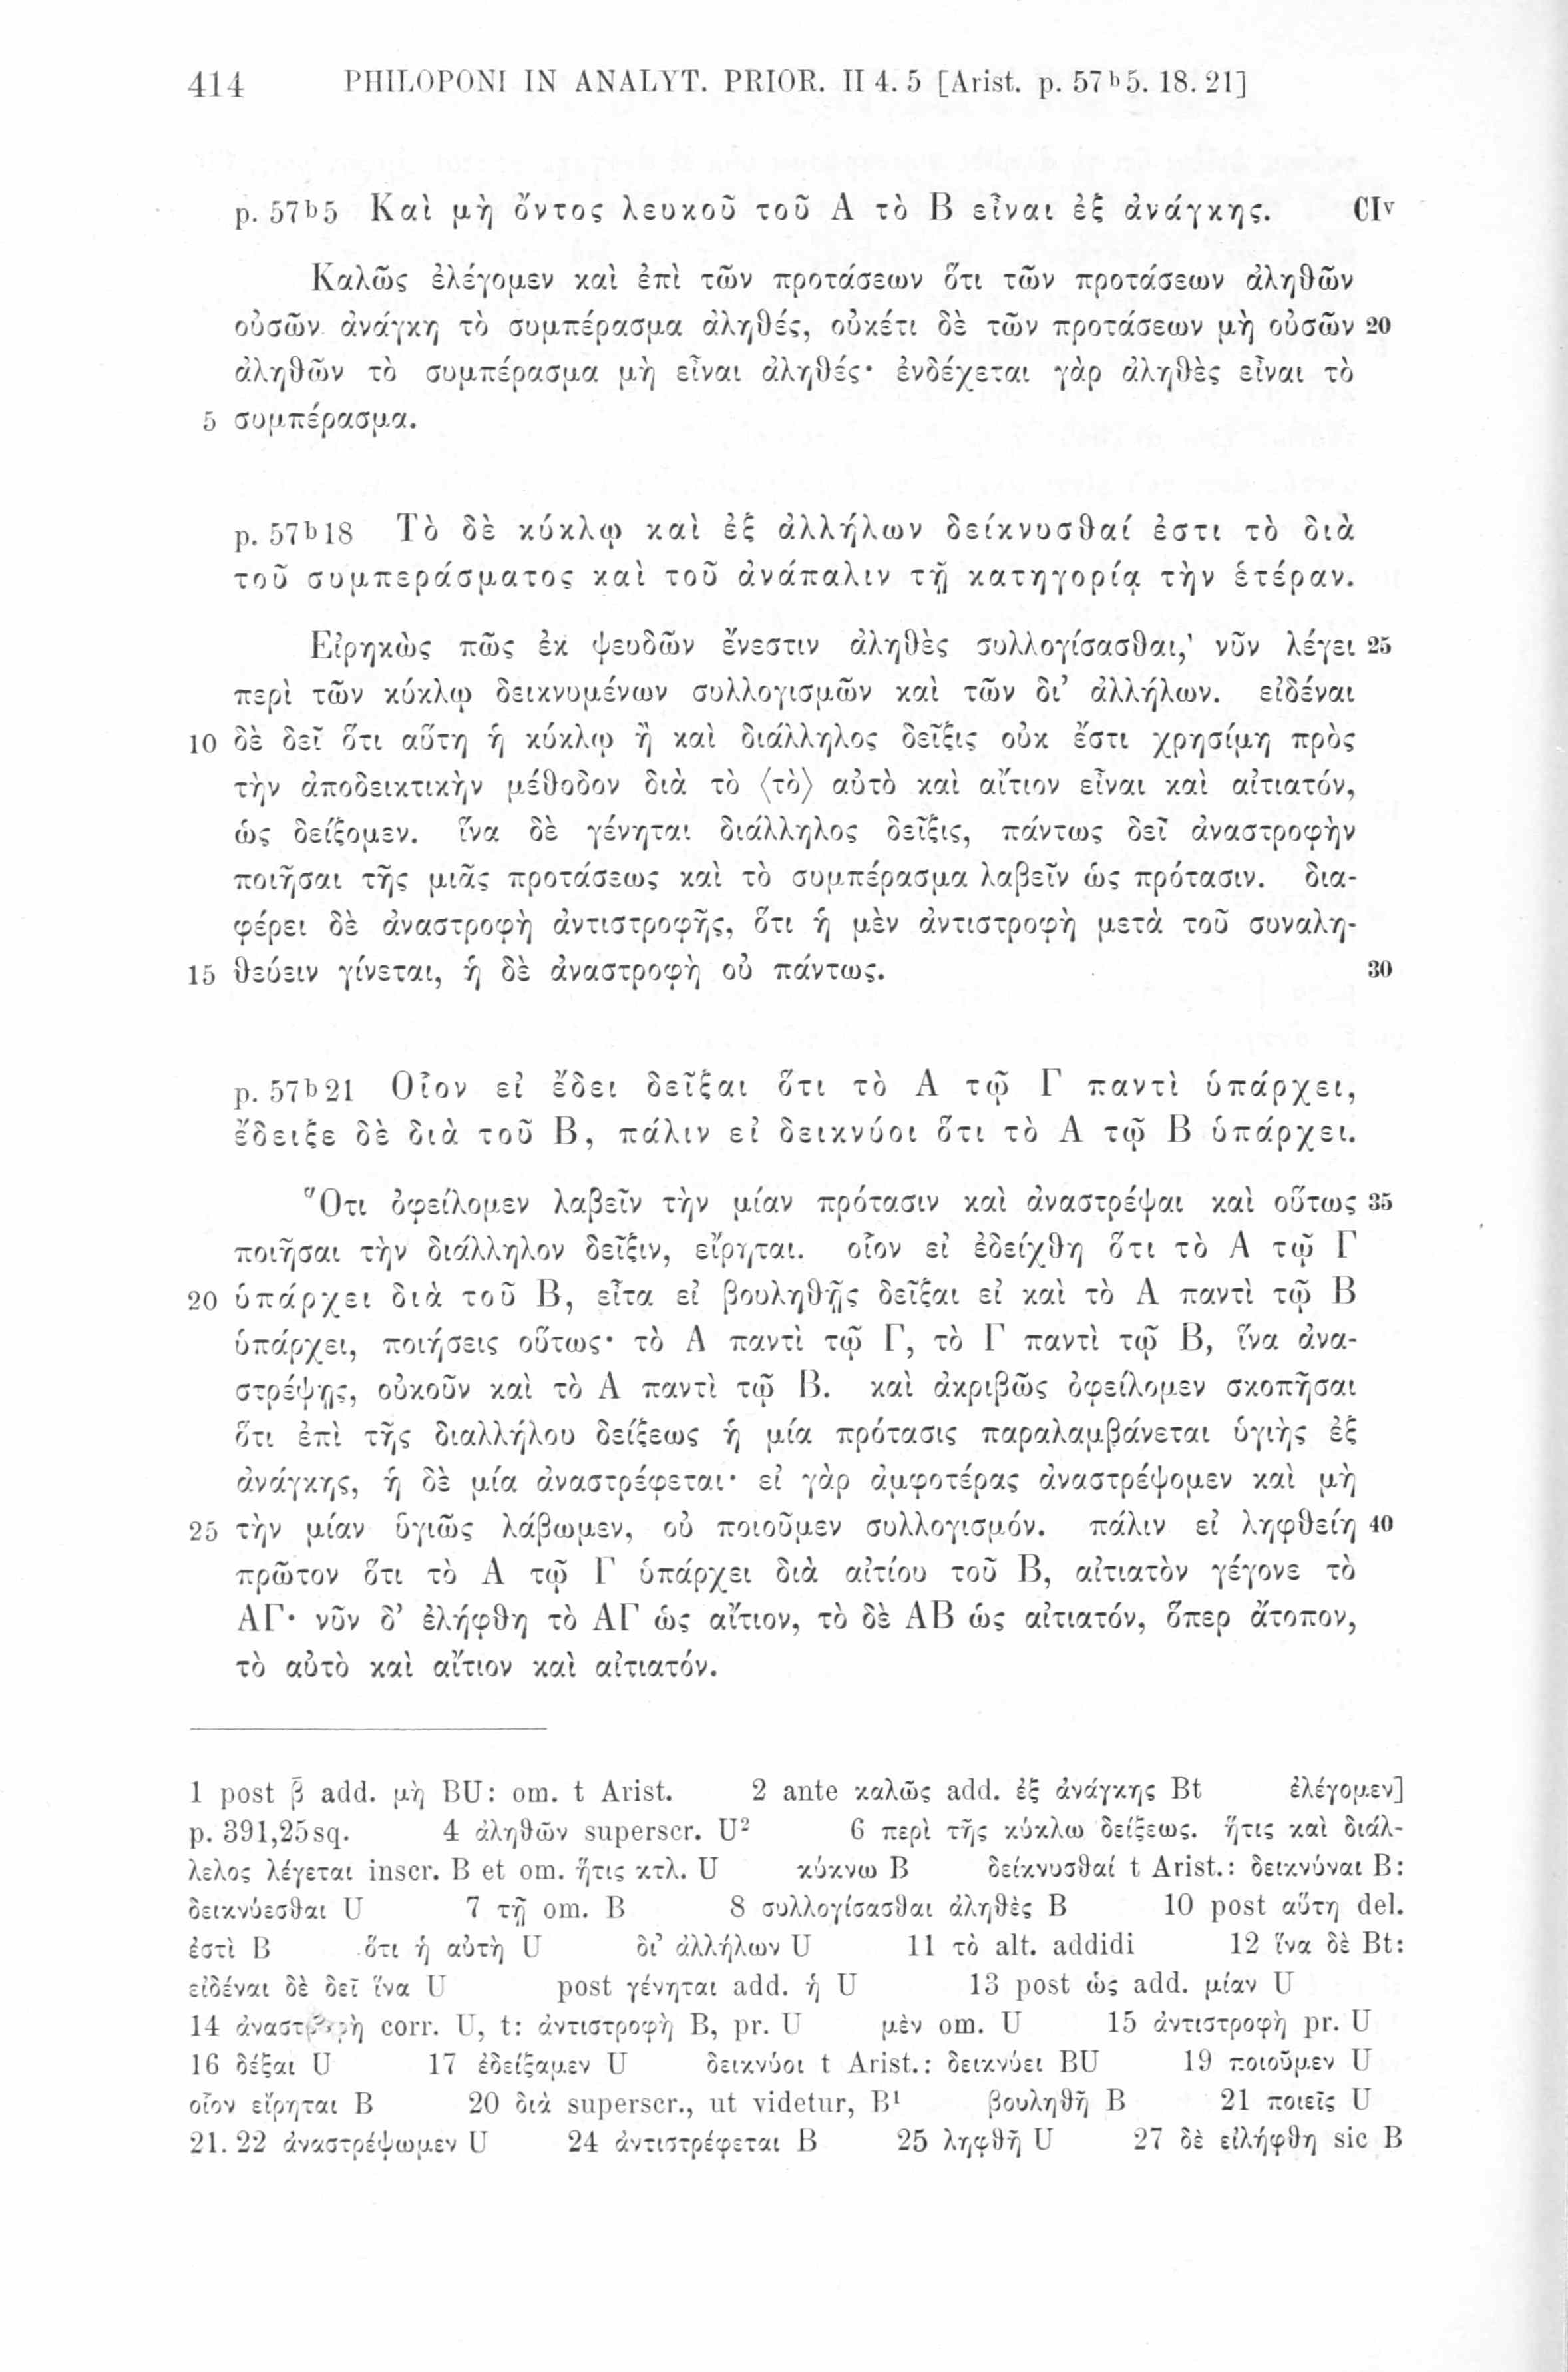 414 PHILOPONI IN ANALYT. PRIOR. II 4. 5 [Arist. p. 57ᵇ5. 18. 21]
p. 57ᵇ5 Καὶ μὴ ὄντος λευκοῦ τοῦ Α τὸ Β εἶναι ἐξ ἀνάγκης. CIᵛ
Καλῶς ἐλέγομεν καὶ ἐπὶ τῶν προτάσεων ὅτι τῶν προτάσεων ἀληθῶν
οὐσῶν ἀνάγκη τὸ συμπέρασμα ἀληθές, οὐκέτι δὲ τῶν προτάσεων μὴ οὐσῶν 20
ἀληθῶν τὸ συμπέρασμα μὴ εἶναι ἀληθές· ἐνδέχεται γὰρ ἀληθὲς εἶναι τὸ
5 συμπέρασμα.
p. 57ᵇ18 Τὸ δὲ κύκλῳ καὶ ἐξ ἀλλήλων δείκνυσθαί ἐστι τὸ διὰ
τοῦ συμπεράσματος καὶ τοῦ ἀνάπαλιν τῇ κατηγορίᾳ τὴν ἑτέραν.
Εἰρηκὼς πῶς ἐκ ψευδῶν ἔνεστιν ἀληθὲς συλλογίσασθαι,' νῦν λέγει 25
περὶ τῶν κύκλῳ δεικνυμένων συλλογισμῶν καὶ τῶν δι' ἀλλήλων. εἰδέναι
10 δὲ δεῖ ὅτι αὕτη ἡ κύκλῳ ἢ καὶ διάλληλος δεῖξις οὐκ ἔστι χρησίμη πρὸς
τὴν ἀποδεικτικὴν μέθοδον διὰ τὸ ⟨τὸ⟩ αὐτὸ καὶ αἴτιον εἶναι καὶ αἰτιατόν,
ὡς δείξομεν. ἵνα δὲ γένηται διάλληλος δεῖξις, πάντως δεῖ ἀναστροφὴν
ποιῆσαι τῆς μιᾶς προτάσεως καὶ τὸ συμπέρασμα λαβεῖν ὡς πρότασιν. δια-
φέρει δὲ ἀναστροφὴ ἀντιστροφῆς, ὅτι ἡ μὲν ἀντιστροφὴ μετὰ τοῦ συναλη-
15 θεύειν γίνεται, ἡ δὲ ἀναστροφὴ οὐ πάντως. 30
p. 57ᵇ21 Οἷον εἰ ἔδει δεῖξαι ὅτι τὸ Α τῷ Γ παντὶ ὑπάρχει,
ἔδειξε δὲ διὰ τοῦ Β, πάλιν εἰ δεικνύοι ὅτι τὸ Α τῷ Β ὑπάρχει.
Ὅτι ὀφείλομεν λαβεῖν τὴν μίαν πρότασιν καὶ ἀναστρέψαι καὶ οὕτως 35
ποιῆσαι τὴν διάλληλον δεῖξιν, εἴρηται. οἷον εἰ ἐδείχθη ὅτι τὸ Α τῷ Γ
20 ὑπάρχει διὰ τοῦ Β, εἶτα εἰ βουληθῇς δεῖξαι εἰ καὶ τὸ Α παντὶ τῷ Β
ὑπάρχει, ποιήσεις οὕτως· τὸ Α παντὶ τῷ Γ, τὸ Γ παντὶ τῷ Β, ἵνα ἀνα-
στρέψῃς, οὐκοῦν καὶ τὸ Α παντὶ τῷ Β. καὶ ἀκριβῶς ὀφείλομεν σκοπῆσαι
ὅτι ἐπὶ τῆς διαλλήλου δείξεως ἡ μία πρότασις παραλαμβάνεται ὑγιὴς ἐξ
ἀνάγκης, ἡ δὲ μία ἀναστρέφεται· εἰ γὰρ ἀμφοτέρας ἀναστρέψομεν καὶ μὴ
25 τὴν μίαν ὑγιῶς λάβωμεν, οὐ ποιοῦμεν συλλογισμόν. πάλιν εἰ ληφθείη 40
πρῶτον ὅτι τὸ Α τῷ Γ ὑπάρχει διὰ αἰτίου τοῦ Β, αἰτιατὸν γέγονε τὸ
ΑΓ· νῦν δ' ἐλήφθη τὸ ΑΓ ὡς αἴτιον, τὸ δὲ ΑΒ ὡς αἰτιατόν, ὅπερ ἄτοπον,
τὸ αὐτὸ καὶ αἴτιον καὶ αἰτιατόν.
1 post β̄ add. μὴ BU: om. t Arist. 2 ante καλῶς add. ἐξ ἀνάγκης Bt ἐλέγομεν]
p. 391,25sq. 4 ἀληθῶν superscr. U² 6 περὶ τῆς κύκλω δείξεως. ἥτις καὶ διάλ-
λελος λέγεται inscr. B et om. ἥτις κτλ. U κύκνω B δείκνυσθαί t Arist.: δεικνύναι B:
δεικνύεσθαι U 7 τῇ om. B 8 συλλογίσασθαι ἀληθὲς B 10 post αὕτη del.
ἐστὶ B ὅτι ἡ αὐτὴ U δι' ἀλλήλων U 11 τὸ alt. addidi 12 ἵνα δὲ Bt:
εἰδέναι δὲ δεῖ ἵνα U post γένηται add. ἡ U 13 post ὡς add. μίαν U
14 ἀναστροφὴ corr. U, t: ἀντιστροφὴ B, pr. U μὲν om. U 15 ἀντιστροφὴ pr. U
16 δέξαι U 17 ἐδείξαμεν U δεικνύοι t Arist.: δεικνύει BU 19 ποιοῦμεν U
οἷον εἴρηται B 20 διὰ superscr., ut videtur, B¹ βουληθῆ B 21 ποιεῖς U
21. 22 ἀναστρέψωμεν U 24 ἀντιστρέφεται B 25 ληφθῆ U 27 δὲ εἰλήφθη sic B